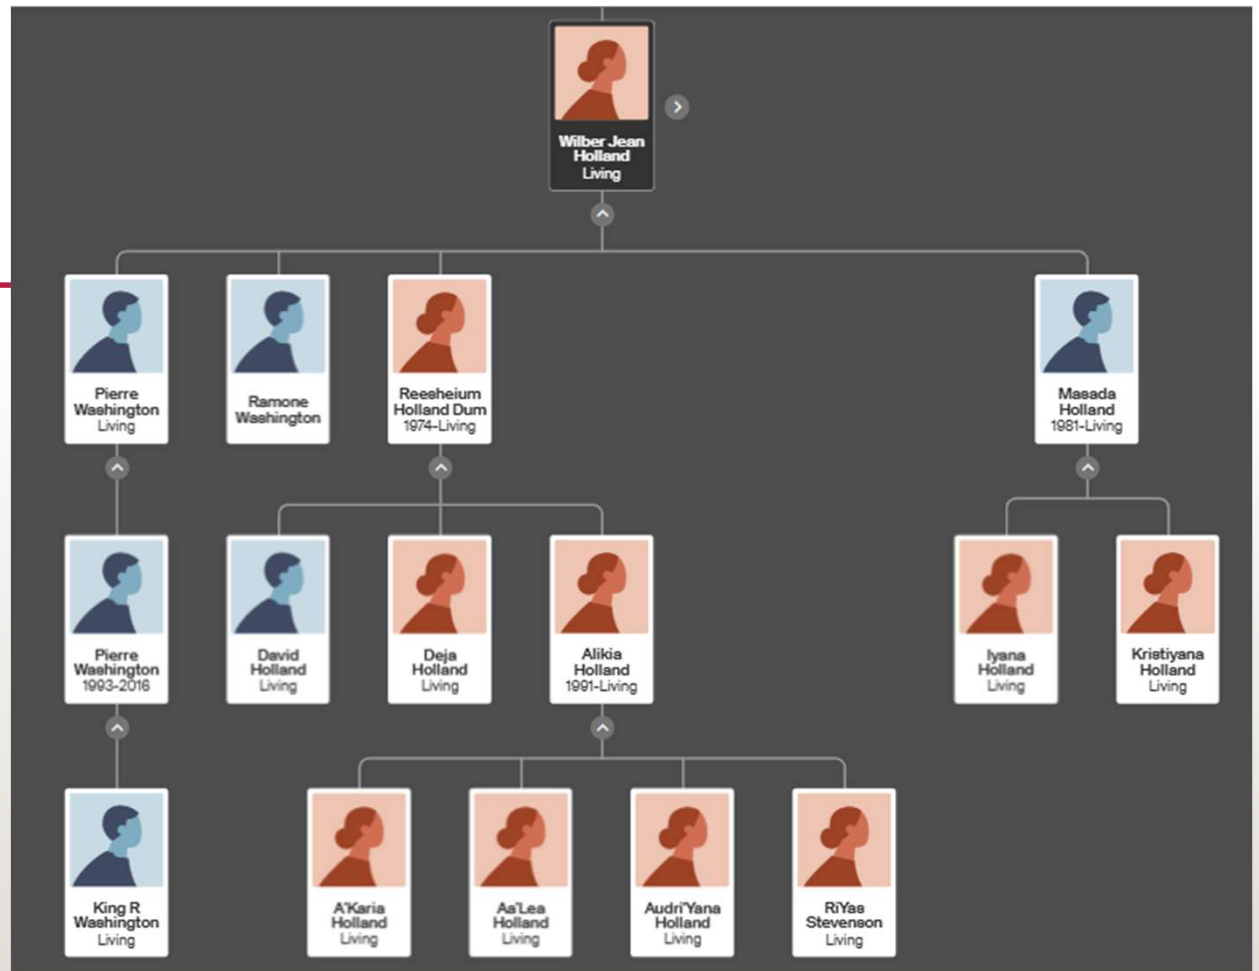 Wilber Jean
Holland
Living
Pierre
Washington
Living
Ramone
Washington
Reesheium
Holland Dum
1974-Living
Masada
Holland
1981-Living
Pierre
Washington
1993-2016
David
Holland
Living
Deja
Holland
Living
Alikia
Holland
1991-Living
Iyana
Holland
Living
Kristiyana
Holland
Living
King R
Washington
Living
A'Karia
Holland
Living
Aa'Lea
Holland
Living
Audri'Yana
Holland
Living
Ri'Yas
Stevenson
Living